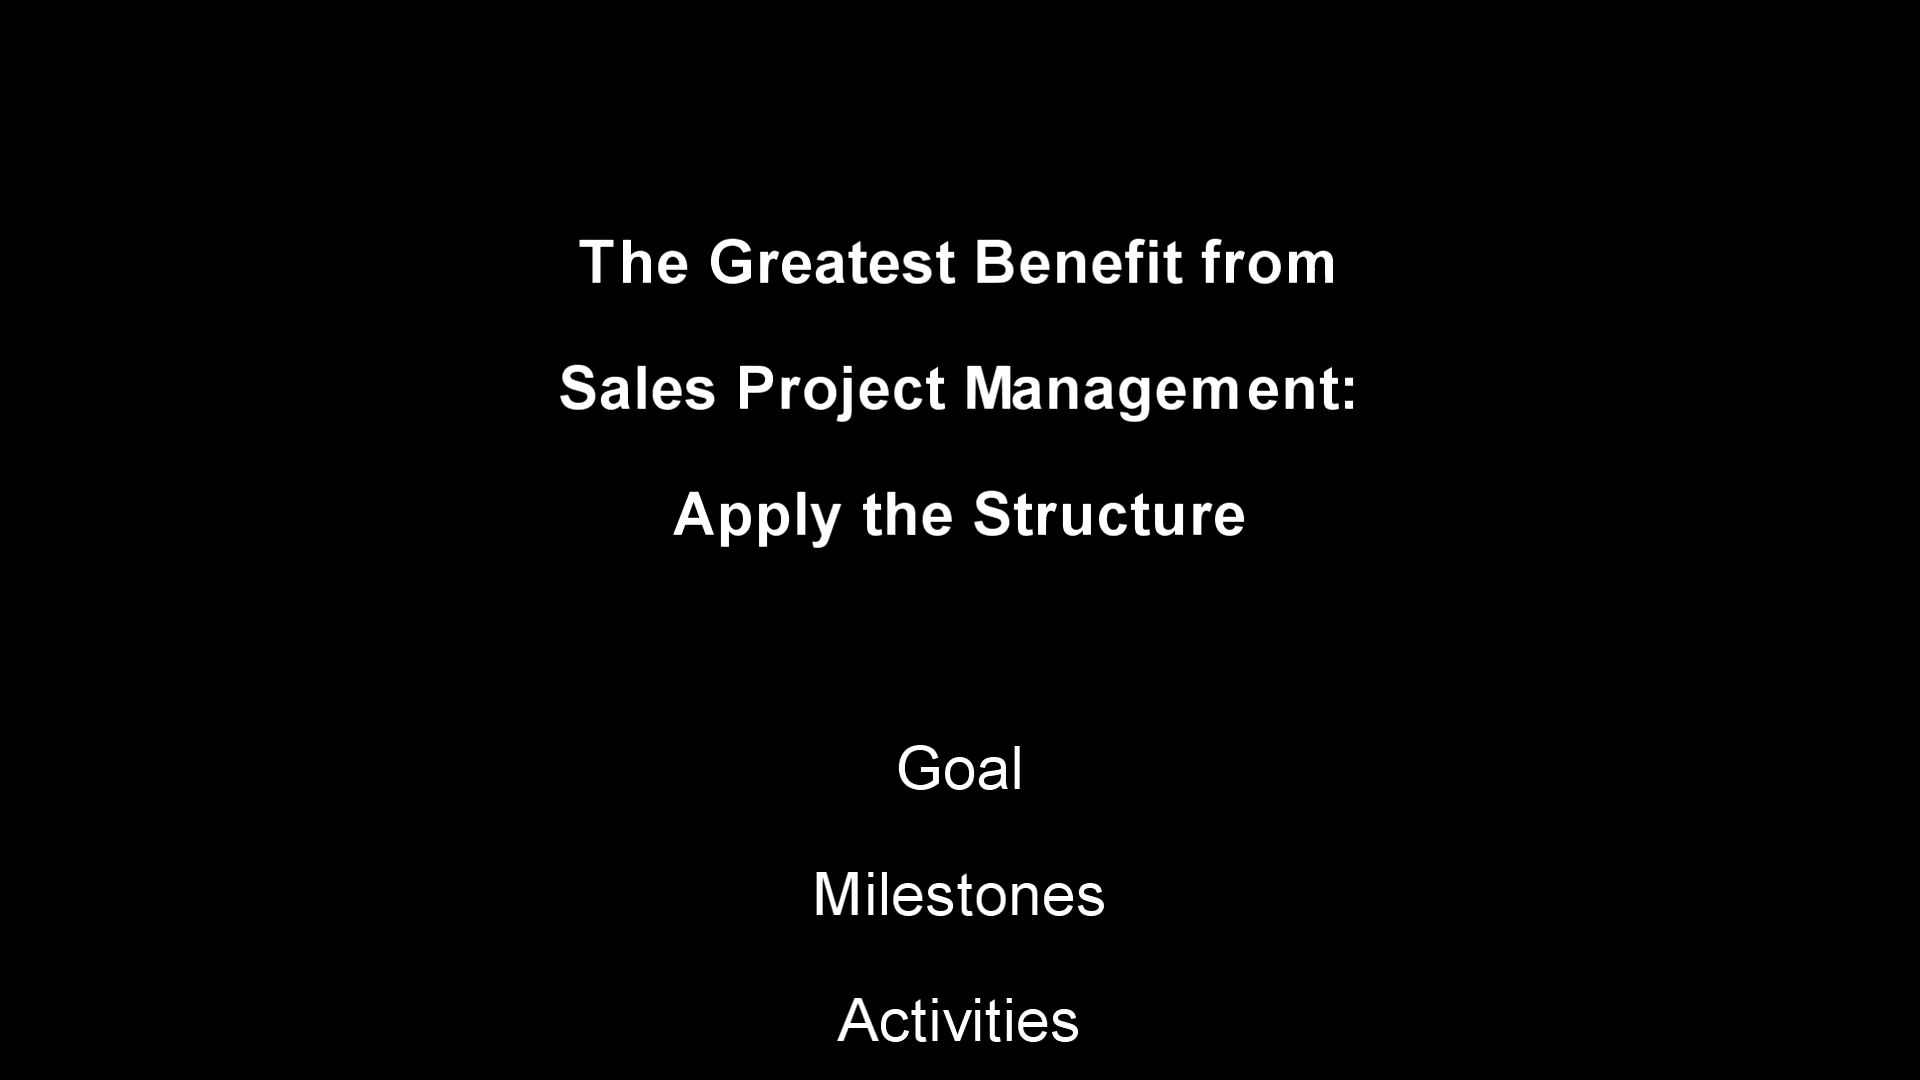 The Greatest Benefit from
Sales Project Management:
Apply the Structure
Goal
Milestones
Activities